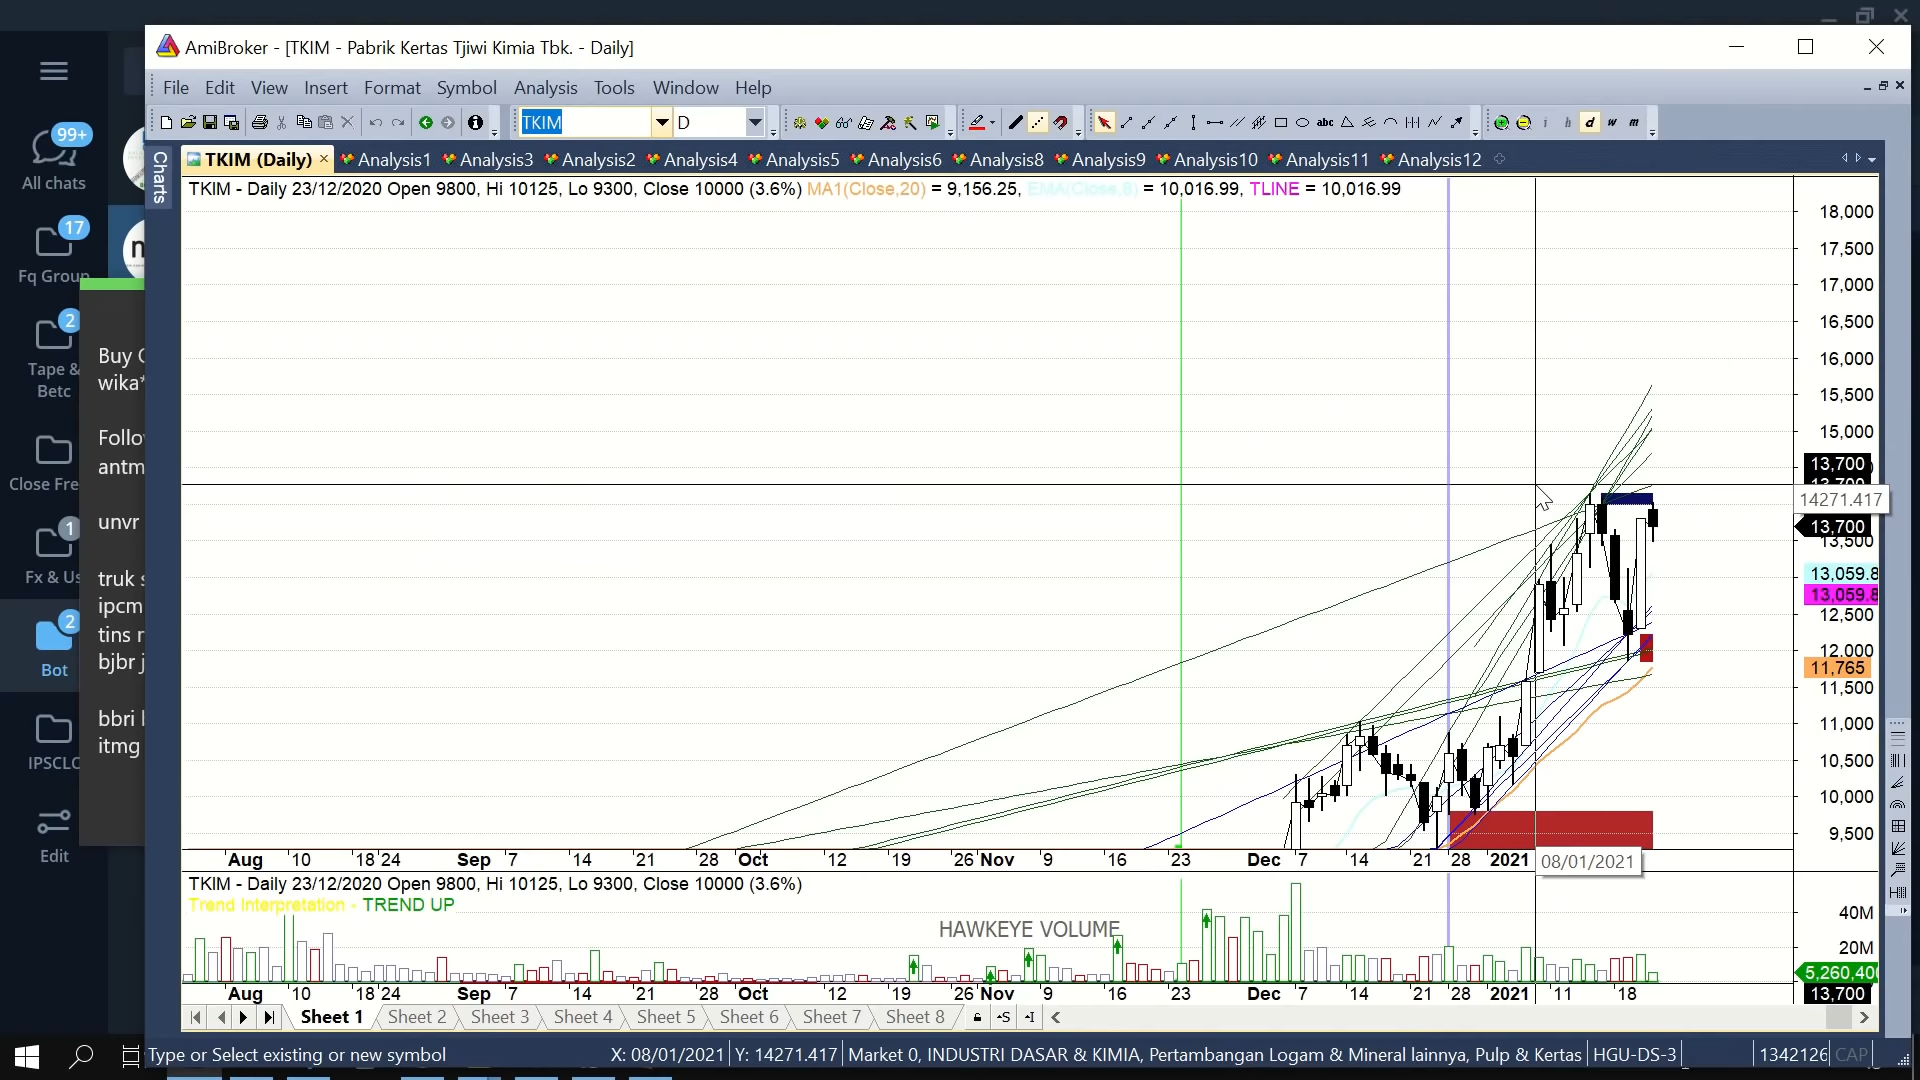 AmiBroker - [TKIM - Pabrik Kertas Tjiwi Kimia Tbk. - Daily]
File Edit View Insert Format Symbol Analysis Tools Window Help
TKIM D abc i h d w m
99+
All chats
17
Fq Group
2
Tape &
Betc
Close Fre
1
Fx & Us
2
Bot
IPSCLC
Edit
Buy
wika*
Follo
antm
unvr
truk
ipcm
tins
bjbr
bbri
itmg
Charts
TKIM (Daily) Analysis1 Analysis3 Analysis2 Analysis4 Analysis5 Analysis6 Analysis8 Analysis9 Analysis10 Analysis11 Analysis12
TKIM - Daily 23/12/2020 Open 9800, Hi 10125, Lo 9300, Close 10000 (3.6%) MA1(Close,20) = 9,156.25, EMA(Close,8) = 10,016.99, TLINE = 10,016.99
18,000
17,500
17,000
16,500
16,000
15,500
15,000
13,700
14271.417
13,700
13,500
13,059.8
13,059.8
12,500
12,000
11,765
11,500
11,000
10,500
10,000
9,500
Aug 10 18 24 Sep 7 14 21 28 Oct 12 19 26 Nov 9 16 23 Dec 7 14 21 28 2021 08/01/2021
TKIM - Daily 23/12/2020 Open 9800, Hi 10125, Lo 9300, Close 10000 (3.6%)
Trend Interpretation - TREND UP
HAWKEYE VOLUME
40M
20M
5,260,400
13,700
Aug 10 18 24 Sep 7 14 21 28 Oct 12 19 26 Nov 9 16 23 Dec 7 14 21 28 2021 11 18
Sheet 1 Sheet 2 Sheet 3 Sheet 4 Sheet 5 Sheet 6 Sheet 7 Sheet 8
Type or Select existing or new symbol X: 08/01/2021 Y: 14271.417 Market 0, INDUSTRI DASAR & KIMIA, Pertambangan Logam & Mineral lainnya, Pulp & Kertas HGU-DS-3 1342126 CAP